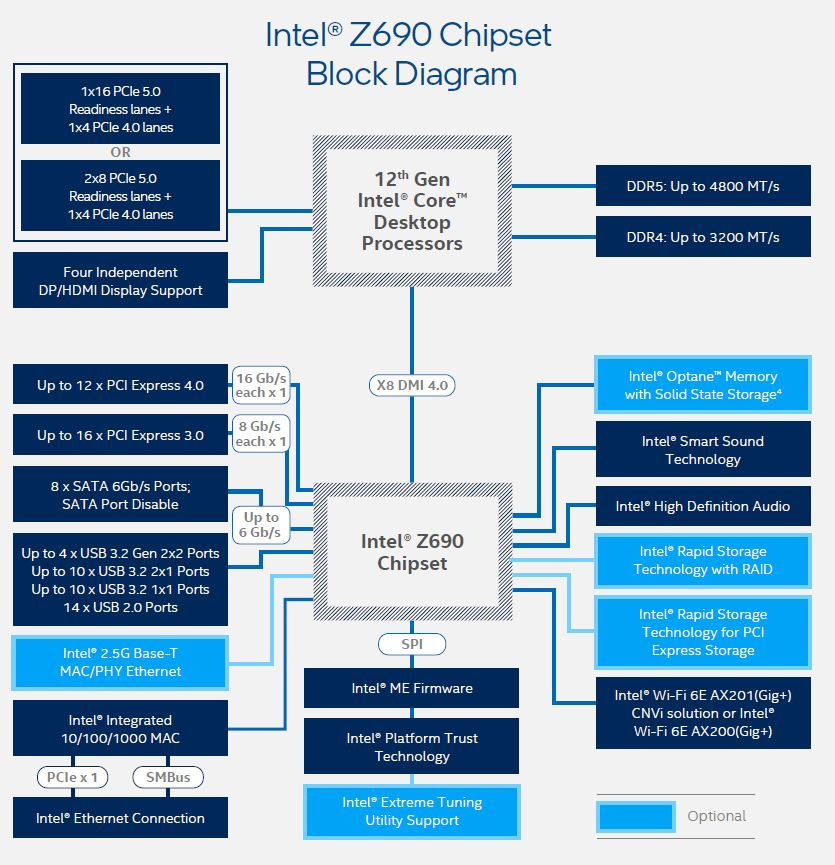 Intel® Z690 Chipset
Block Diagram
1x16 PCIe 5.0
Readiness lanes +
1x4 PCIe 4.0 lanes
OR
2x8 PCIe 5.0
Readiness lanes +
1x4 PCIe 4.0 lanes
Four Independent
DP/HDMI Display Support
12th Gen
Intel® Core™
Desktop
Processors
DDR5: Up to 4800 MT/s
DDR4: Up to 3200 MT/s
X8 DMI 4.0
Up to 12 x PCI Express 4.0
16 Gb/s
each x 1
Up to 16 x PCI Express 3.0
8 Gb/s
each x 1
8 x SATA 6Gb/s Ports;
SATA Port Disable
Up to
6 Gb/s
Up to 4 x USB 3.2 Gen 2x2 Ports
Up to 10 x USB 3.2 2x1 Ports
Up to 10 x USB 3.2 1x1 Ports
14 x USB 2.0 Ports
Intel® 2.5G Base-T
MAC/PHY Ethernet
Intel® Integrated
10/100/1000 MAC
PCIe x 1
SMBus
Intel® Ethernet Connection
Intel® Z690
Chipset
SPI
Intel® ME Firmware
Intel® Platform Trust
Technology
Intel® Extreme Tuning
Utility Support
Intel® Optane™ Memory
with Solid State Storage⁴
Intel® Smart Sound
Technology
Intel® High Definition Audio
Intel® Rapid Storage
Technology with RAID
Intel® Rapid Storage
Technology for PCI
Express Storage
Intel® Wi-Fi 6E AX201(Gig+)
CNVi solution or Intel®
Wi-Fi 6E AX200(Gig+)
Optional